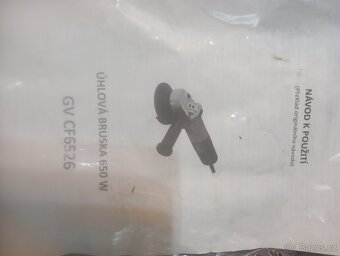 NÁVOD K POUŽITÍ
(Překlad originálního návodu)
ÚHLOVÁ BRUSKA 650 W
GV CF6526